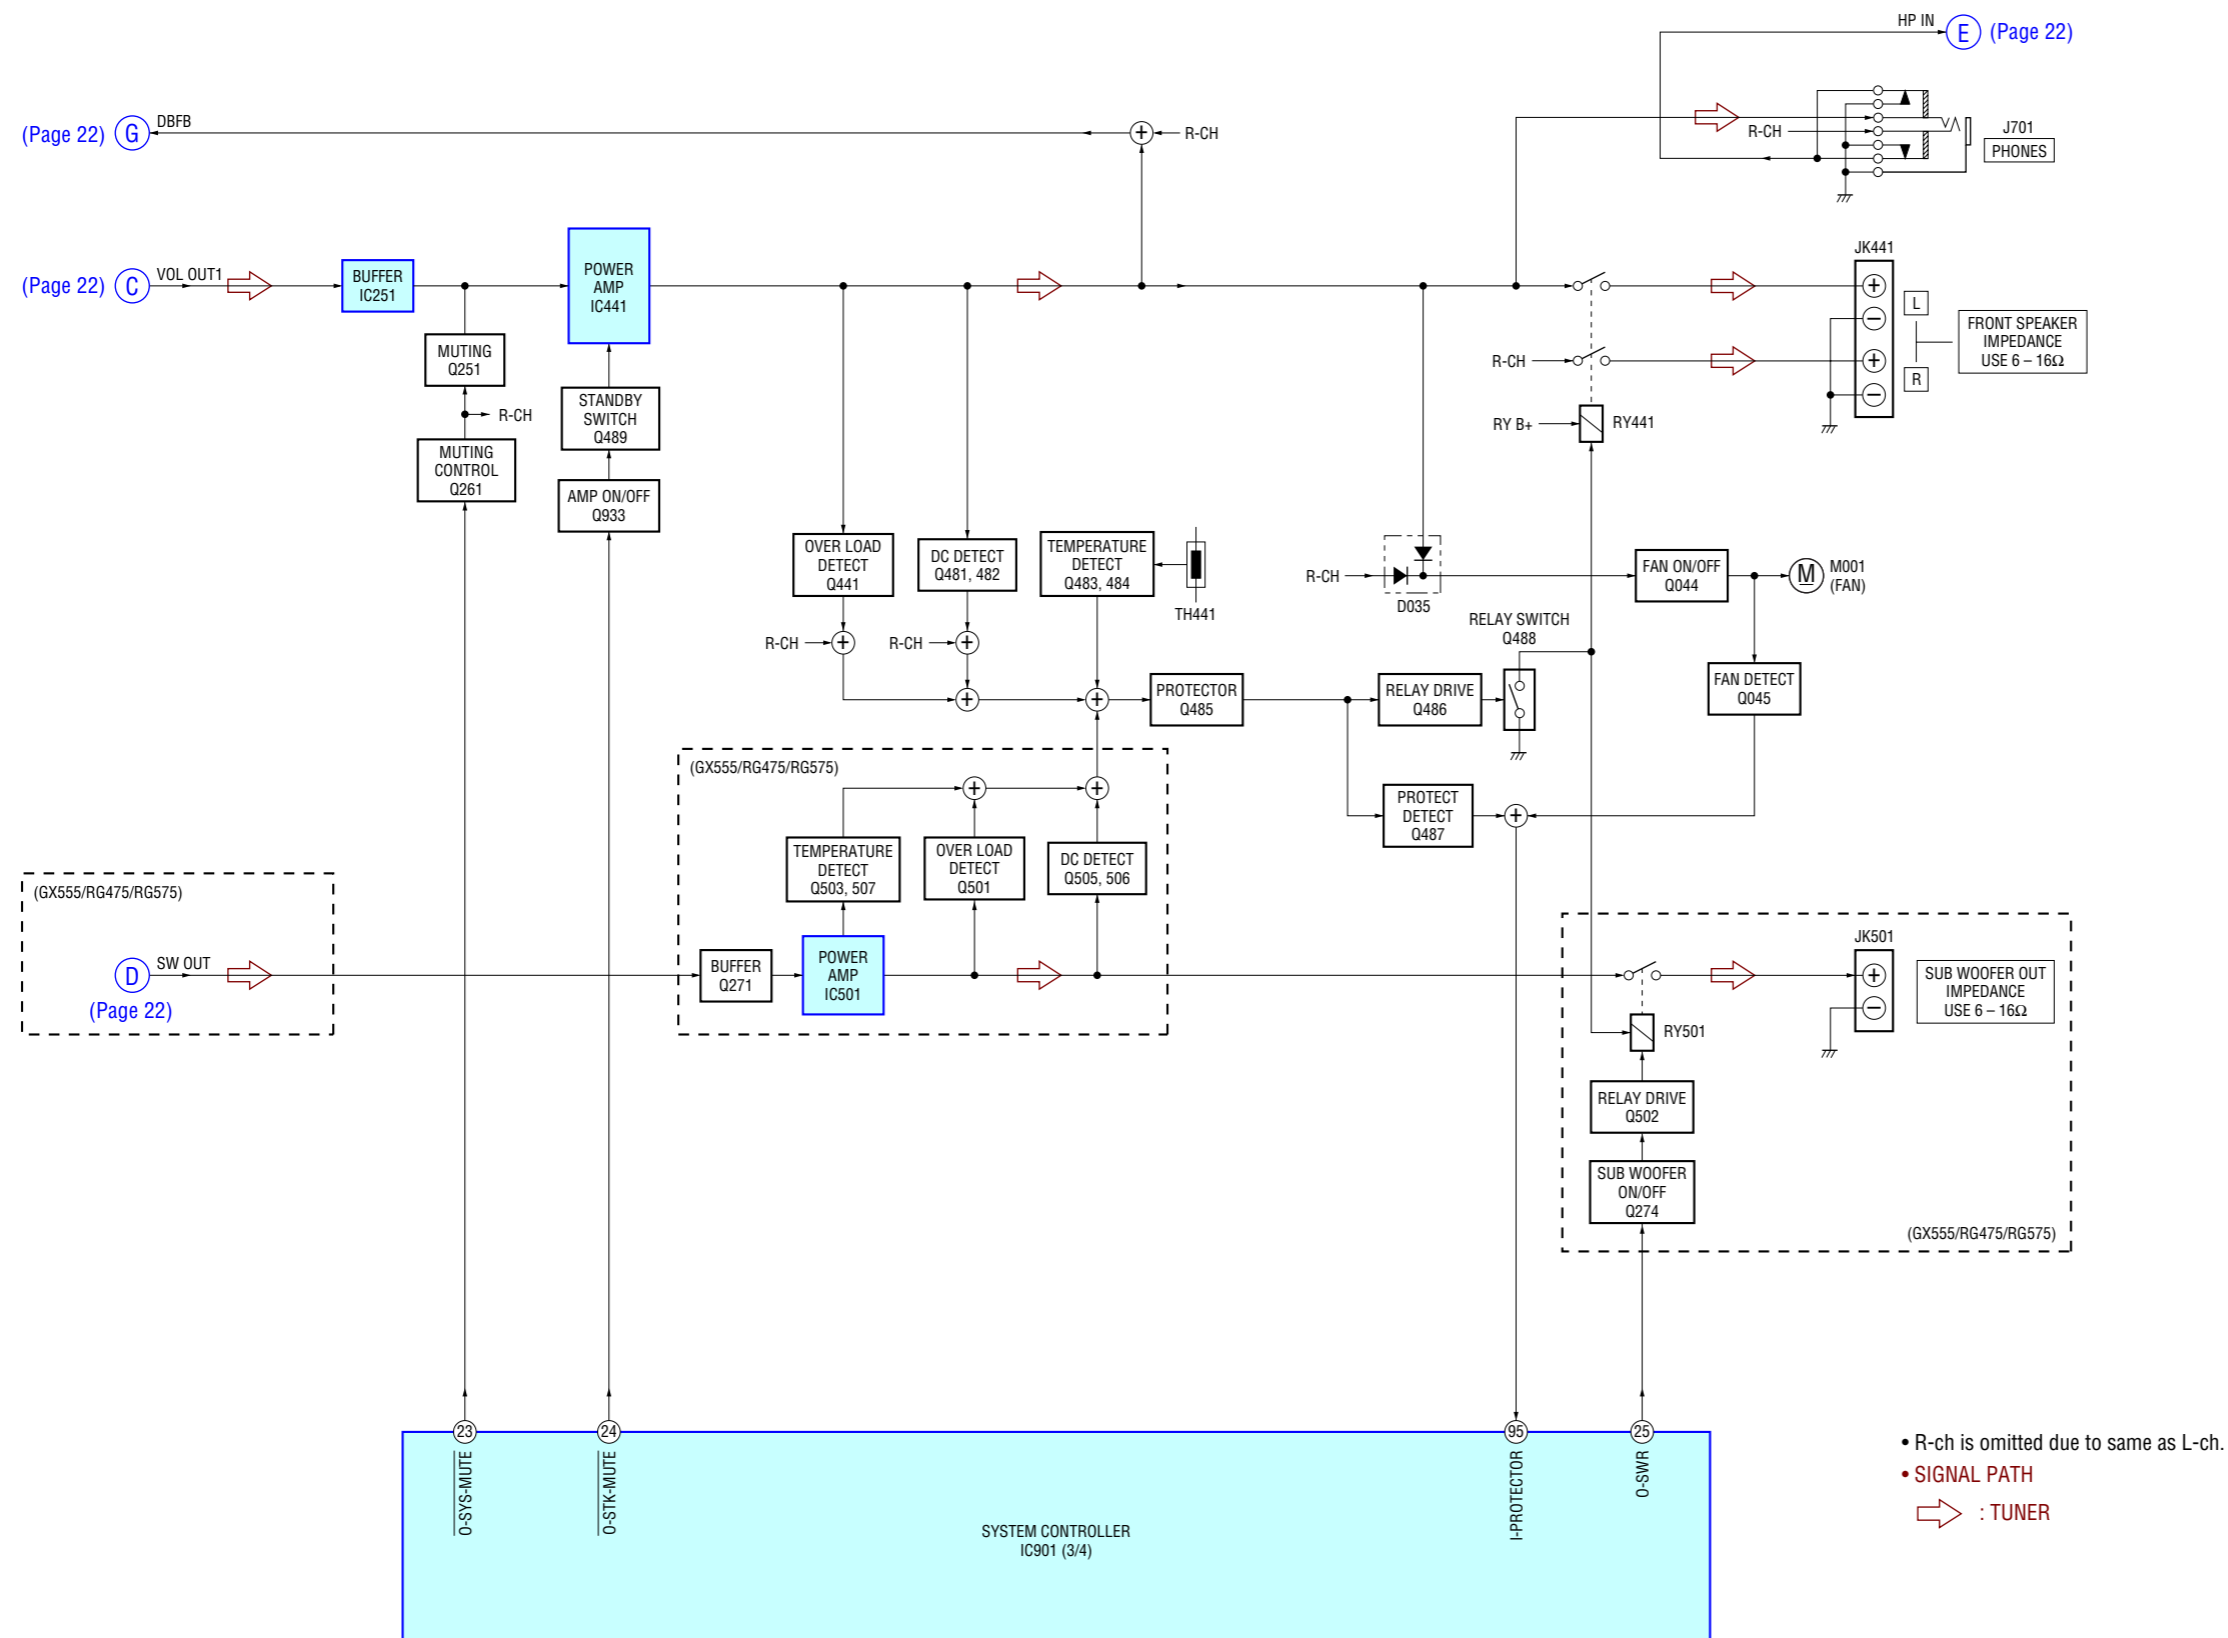 HP IN
E
(Page 22)
(Page 22)
G
DBFB
+
R-CH
R-CH
J701
PHONES
(Page 22)
C
VOL OUT1
BUFFER
IC251
POWER
AMP
IC441
JK441
+
−
+
−
L
R
FRONT SPEAKER
IMPEDANCE
USE 6 – 16Ω
MUTING
Q251
R-CH
MUTING
CONTROL
Q261
STANDBY
SWITCH
Q489
AMP ON/OFF
Q933
R-CH
RY B+
RY441
OVER LOAD
DETECT
Q441
DC DETECT
Q481, 482
TEMPERATURE
DETECT
Q483, 484
TH441
R-CH
D035
FAN ON/OFF
Q044
M
M001
(FAN)
R-CH
+
R-CH
+
RELAY SWITCH
Q488
+
+
PROTECTOR
Q485
RELAY DRIVE
Q486
FAN DETECT
Q045
(GX555/RG475/RG575)
+
+
PROTECT
DETECT
Q487
+
TEMPERATURE
DETECT
Q503, 507
OVER LOAD
DETECT
Q501
DC DETECT
Q505, 506
(GX555/RG475/RG575)
D
SW OUT
(Page 22)
BUFFER
Q271
POWER
AMP
IC501
JK501
+
−
SUB WOOFER OUT
IMPEDANCE
USE 6 – 16Ω
RY501
RELAY DRIVE
Q502
SUB WOOFER
ON/OFF
Q274
(GX555/RG475/RG575)
23
24
95
25
O-SYS-MUTE
O-STK-MUTE
I-PROTECTOR
O-SWR
SYSTEM CONTROLLER
IC901 (3/4)
• R-ch is omitted due to same as L-ch.
• SIGNAL PATH
: TUNER